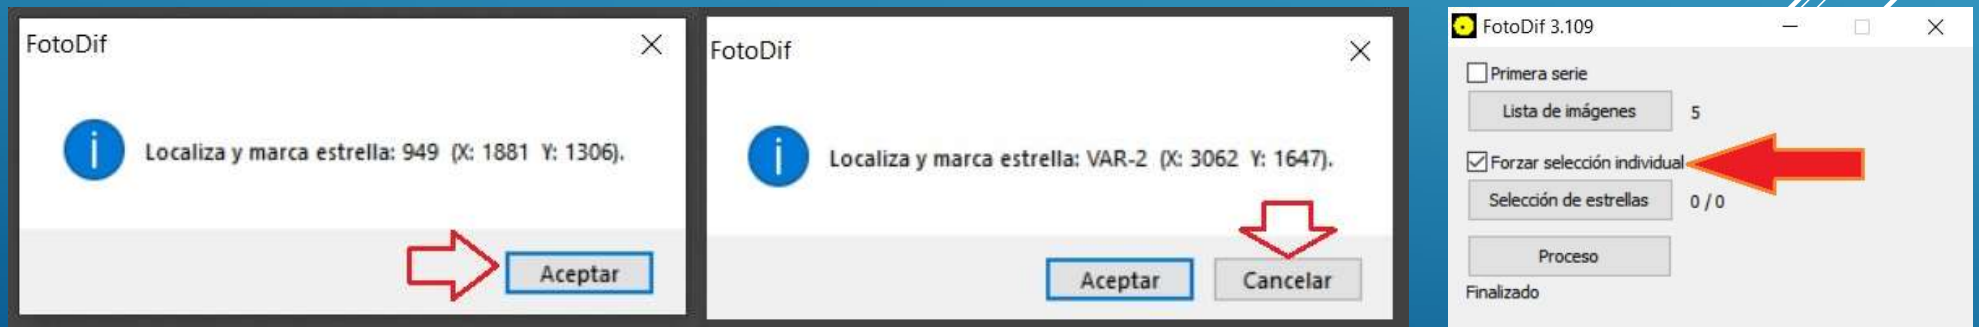 FotoDif
Localiza y marca estrella: 949 (X: 1881 Y: 1306).
Aceptar
FotoDif
Localiza y marca estrella: VAR-2 (X: 3062 Y: 1647).
Aceptar
Cancelar
FotoDif 3.109
Primera serie
Lista de imágenes 5
Forzar selección individual
Selección de estrellas 0 / 0
Proceso
Finalizado